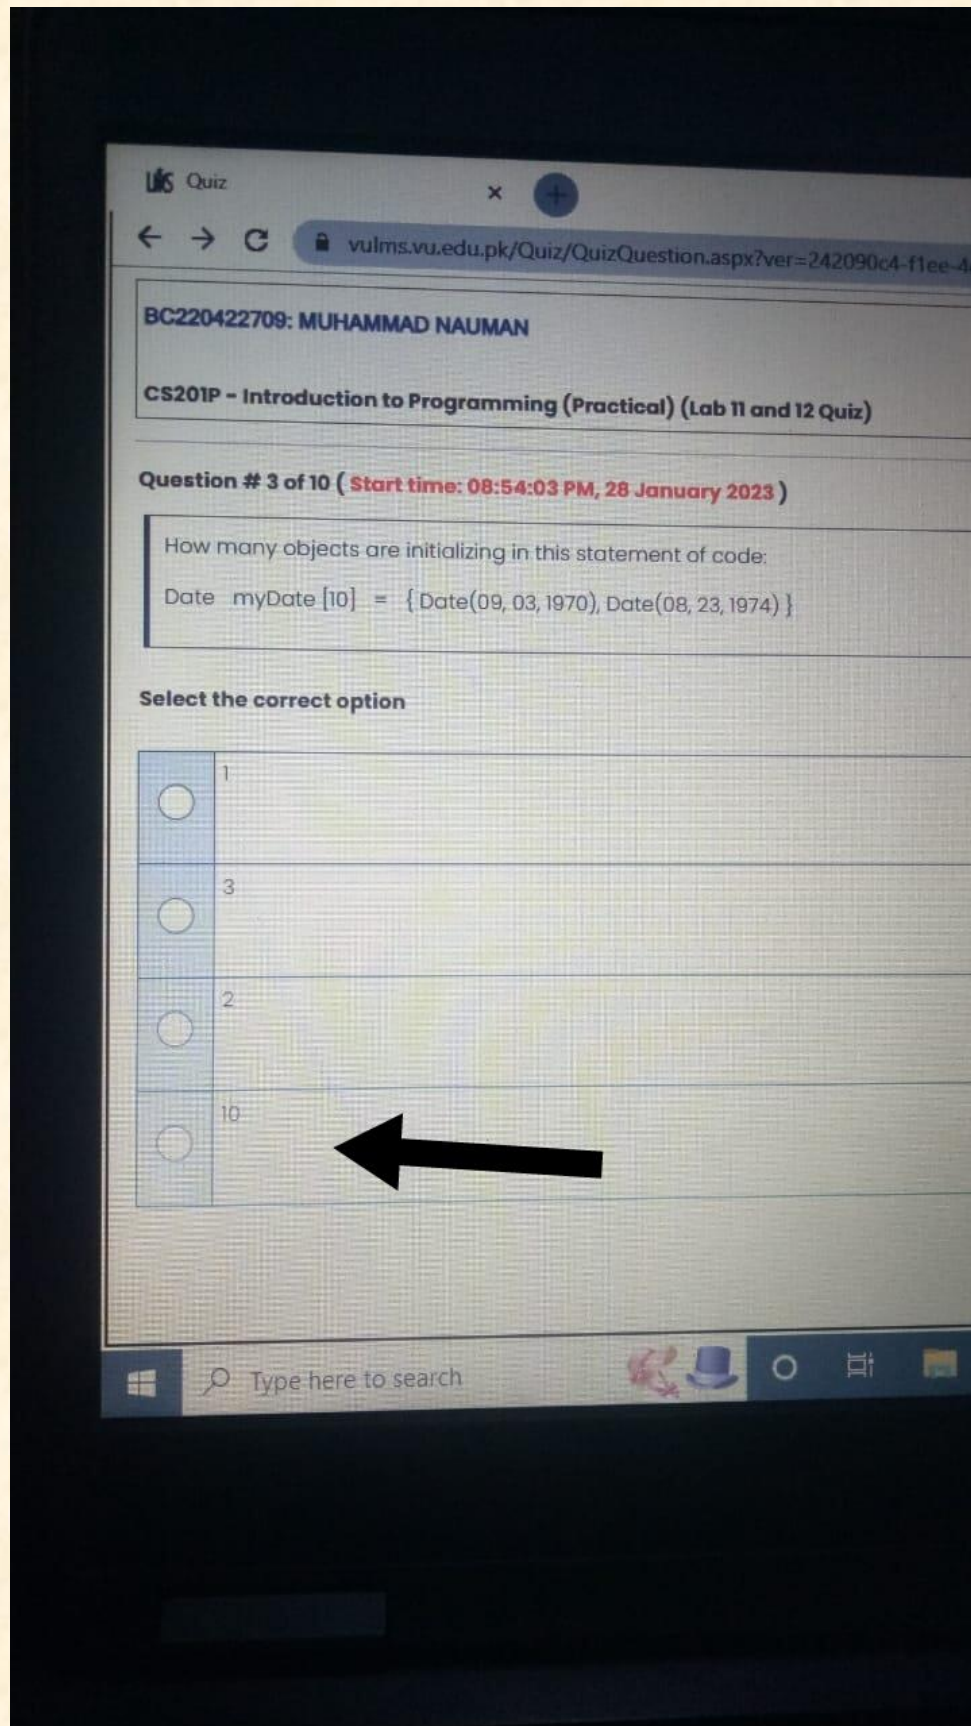 Quiz
vulms.vu.edu.pk/Quiz/QuizQuestion.aspx?ver=242090c4-f1ee-4
BC220422709: MUHAMMAD NAUMAN
CS201P - Introduction to Programming (Practical) (Lab 11 and 12 Quiz)
Question # 3 of 10 ( Start time: 08:54:03 PM, 28 January 2023 )
How many objects are initializing in this statement of code:
Date myDate [10] = { Date(09, 03, 1970), Date(08, 23, 1974) }
Select the correct option
1
3
2
10
Type here to search